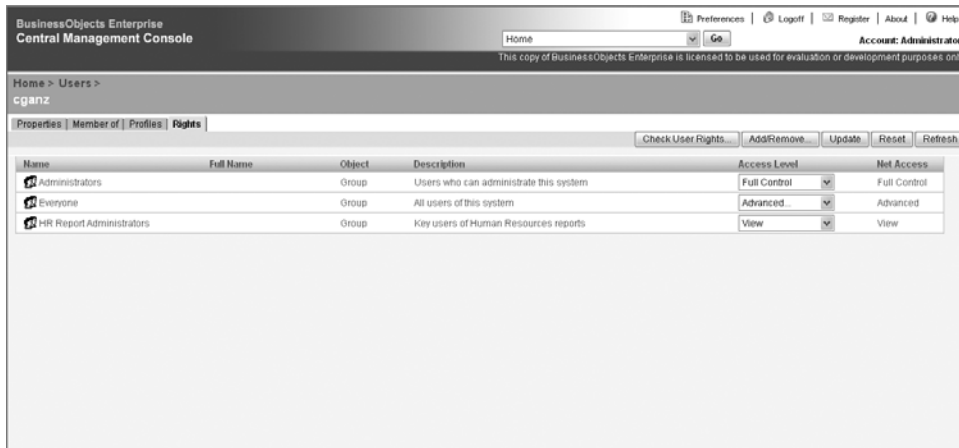 BusinessObjects Enterprise
Central Management Console
Preferences | Logoff | Register | About | Help
Home Go
Account: Administrator
This copy of BusinessObjects Enterprise is licensed to be used for evaluation or development purposes onl
Home > Users >
cganz
Properties | Member of | Profiles | Rights |
Check User Rights... Add/Remove... Update Reset Refresh
Name Full Name Object Description Access Level Net Access
Administrators Group Users who can administrate this system Full Control Full Control
Everyone Group All users of this system Advanced... Advanced
HR Report Administrators Group Key users of Human Resources reports View View